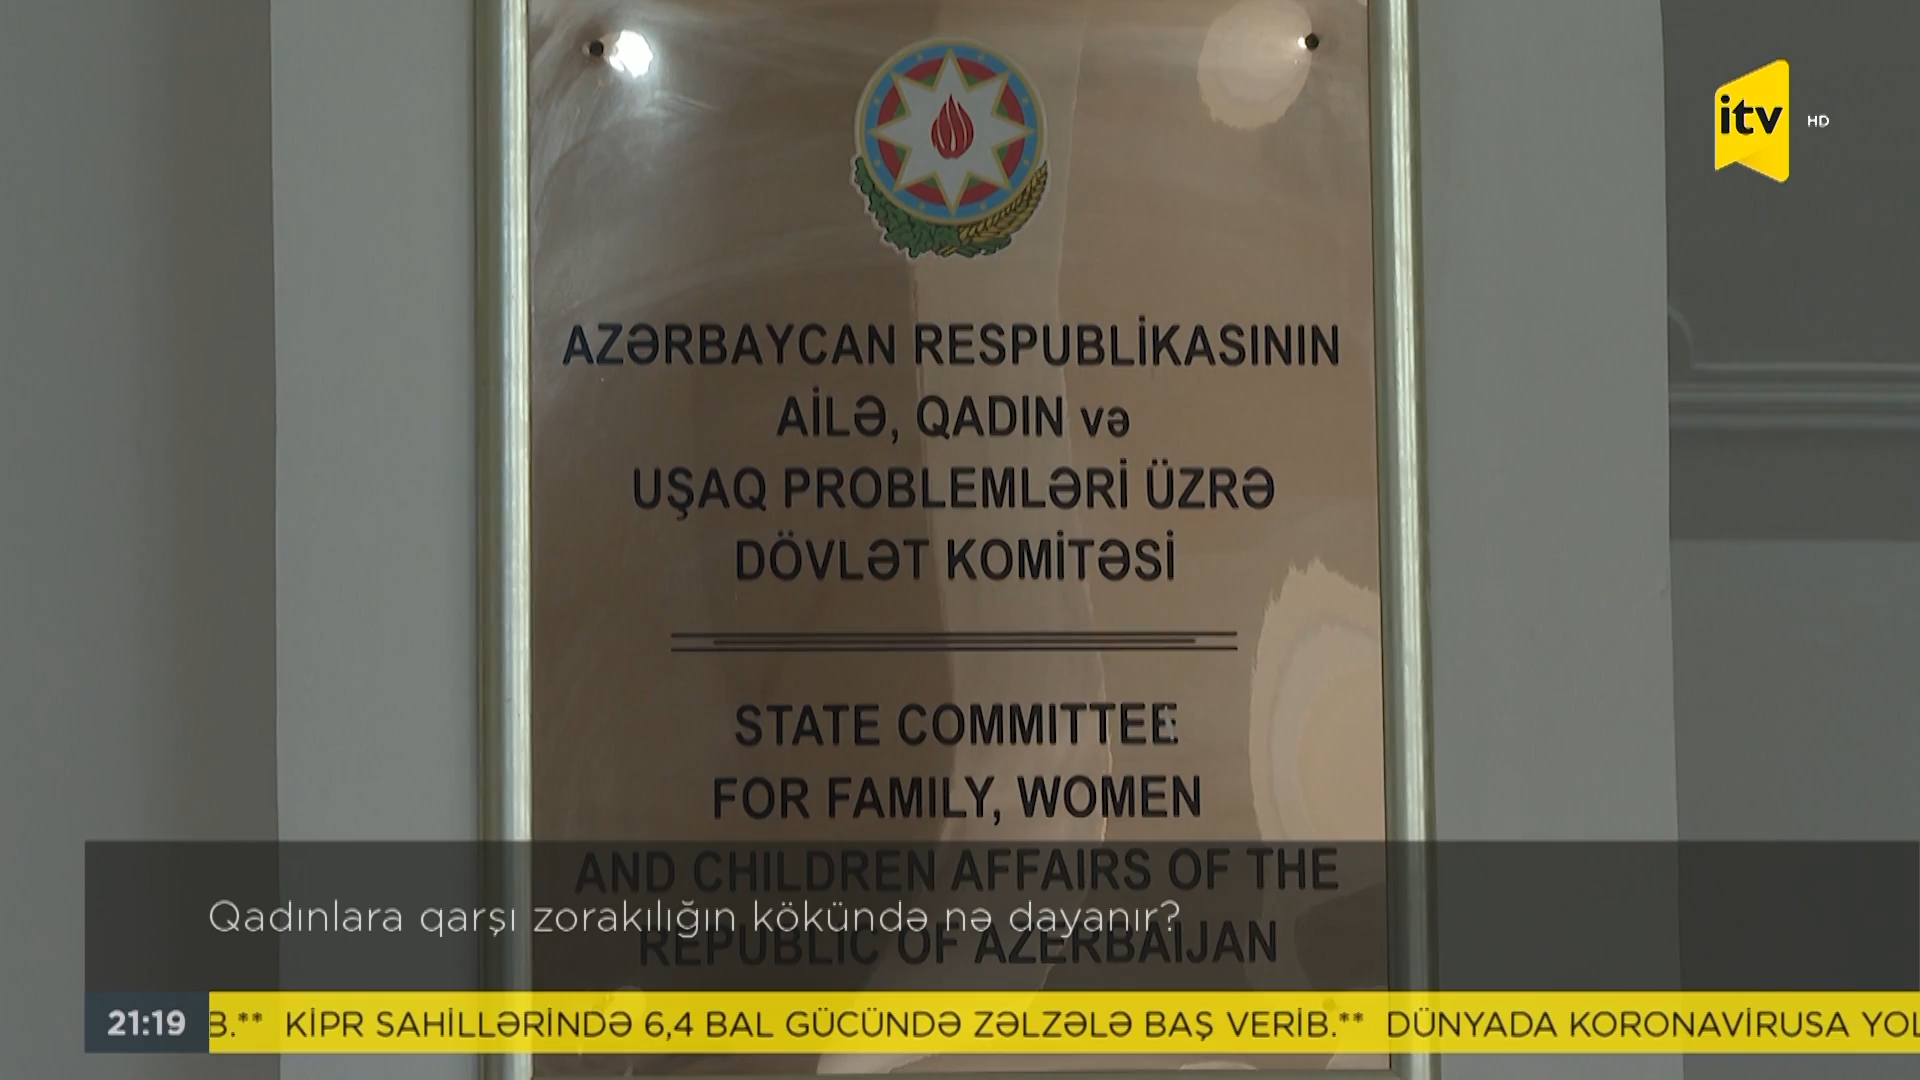 itv HD
AZƏRBAYCAN RESPUBLİKASININ
AİLƏ, QADIN və
UŞAQ PROBLEMLƏRİ ÜZRƏ
DÖVLƏT KOMİTƏSİ
STATE COMMITTEE
FOR FAMILY, WOMEN
AND CHILDREN AFFAIRS OF THE
REPUBLIC OF AZERBAIJAN
Qadınlara qarşı zorakılığın kökündə nə dayanır?
21:19 B.** KİPR SAHİLLƏRİNDƏ 6,4 BAL GÜCÜNDƏ ZƏLZƏLƏ BAŞ VERİB.** DÜNYADA KORONAVİRUSA YOL